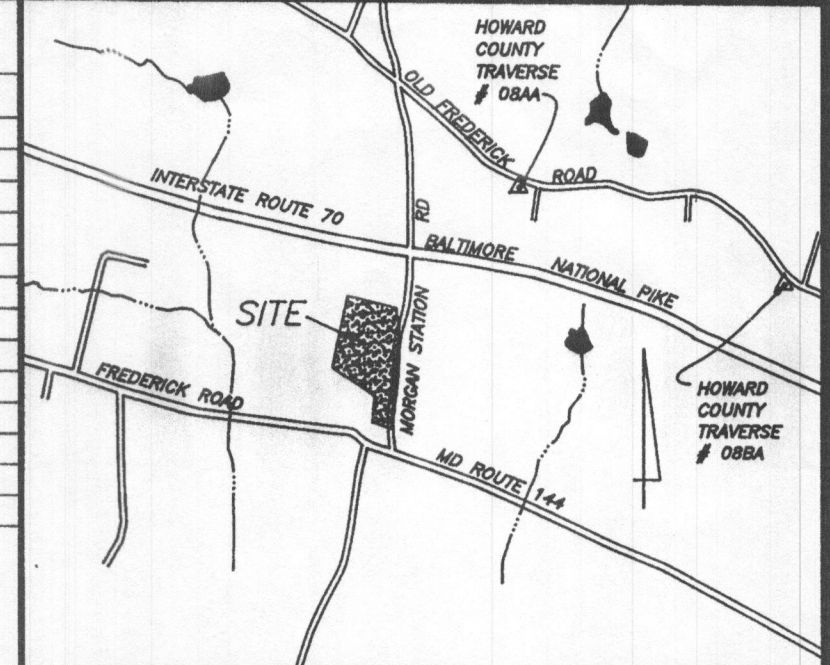 HOWARD
COUNTY
TRAVERSE
# 08AA
OLD FREDERICK ROAD
INTERSTATE ROUTE 70
BALTIMORE NATIONAL PIKE
MORGAN STATION RD
SITE
FREDERICK ROAD
MD ROUTE 144
HOWARD
COUNTY
TRAVERSE
# 08BA